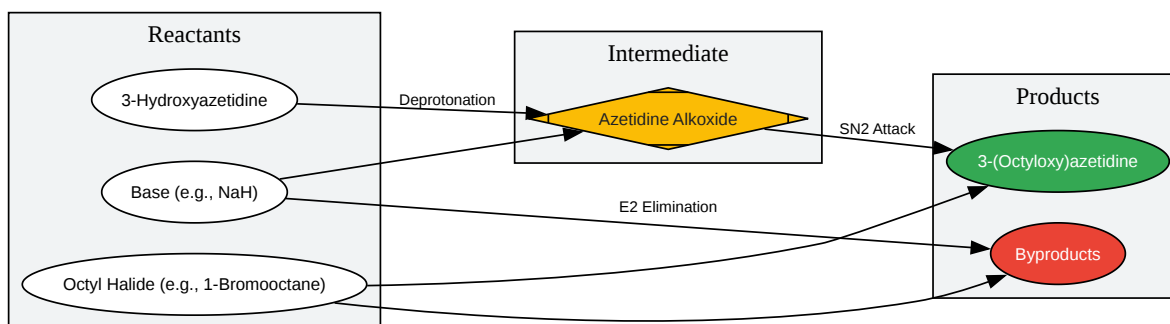 Reactants
3-Hydroxyazetidine
Base (e.g., NaH)
Octyl Halide (e.g., 1-Bromooctane)
Deprotonation
E2 Elimination
Intermediate
Azetidine Alkoxide
SN2 Attack
Products
3-(Octyloxy)azetidine
Byproducts